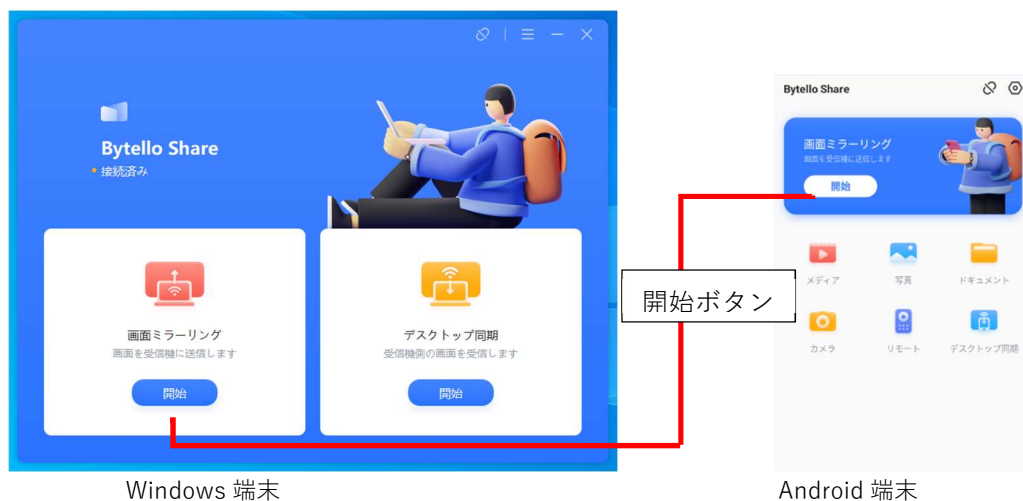 Bytello Share
接続済み
画面ミラーリング
画面を受信機に送信します
開始
デスクトップ同期
受信機側の画面を受信します
開始
Windows 端末
開始ボタン
Bytello Share
画面ミラーリング
画面を受信機に送信します
開始
メディア
写真
ドキュメント
カメラ
リモート
デスクトップ同期
Android 端末